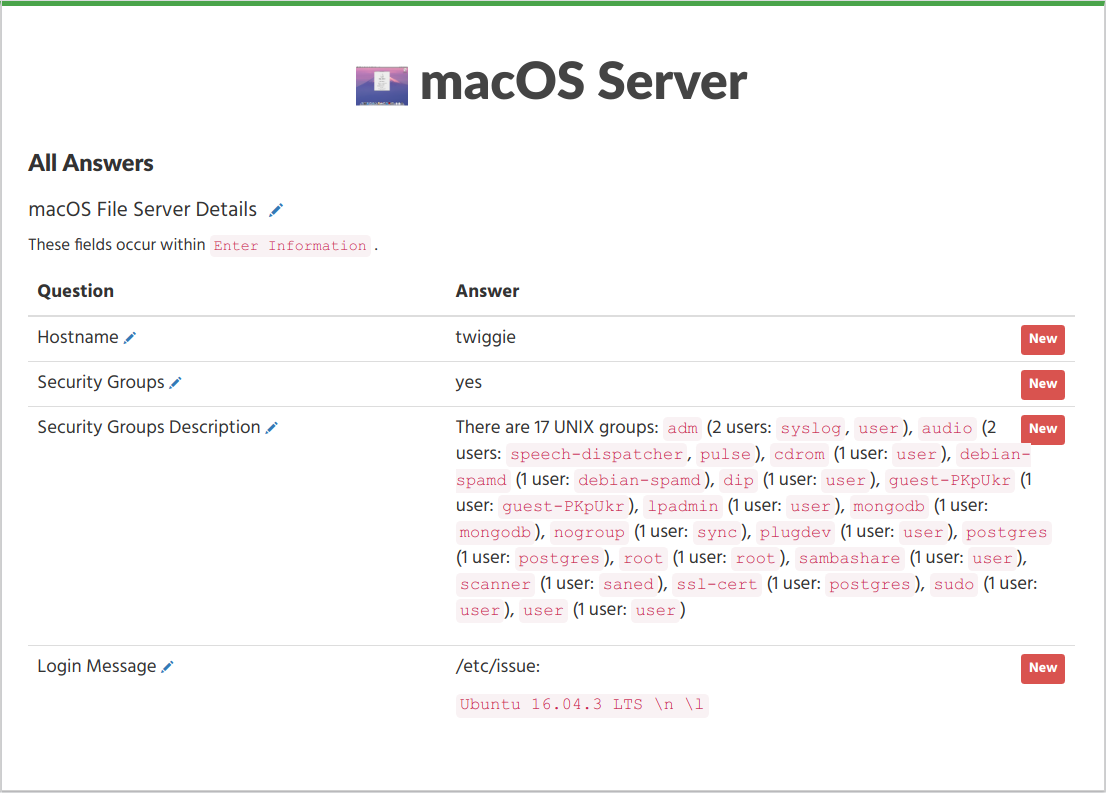 macOS Server
All Answers
macOS File Server Details
These fields occur within Enter Information .
Question Answer
Hostname twiggie New
Security Groups yes New
Security Groups Description There are 17 UNIX groups: adm (2 users: syslog, user), audio (2 New
users: speech-dispatcher, pulse), cdrom (1 user: user), debian-
spamd (1 user: debian-spamd), dip (1 user: user), guest-PKpUkr (1
user: guest-PKpUkr), lpadmin (1 user: user), mongodb (1 user:
mongodb), nogroup (1 user: sync), plugdev (1 user: user), postgres
(1 user: postgres), root (1 user: root), sambashare (1 user: user),
scanner (1 user: saned), ssl-cert (1 user: postgres), sudo (1 user:
user), user (1 user: user)
Login Message /etc/issue: New
Ubuntu 16.04.3 LTS \n \l